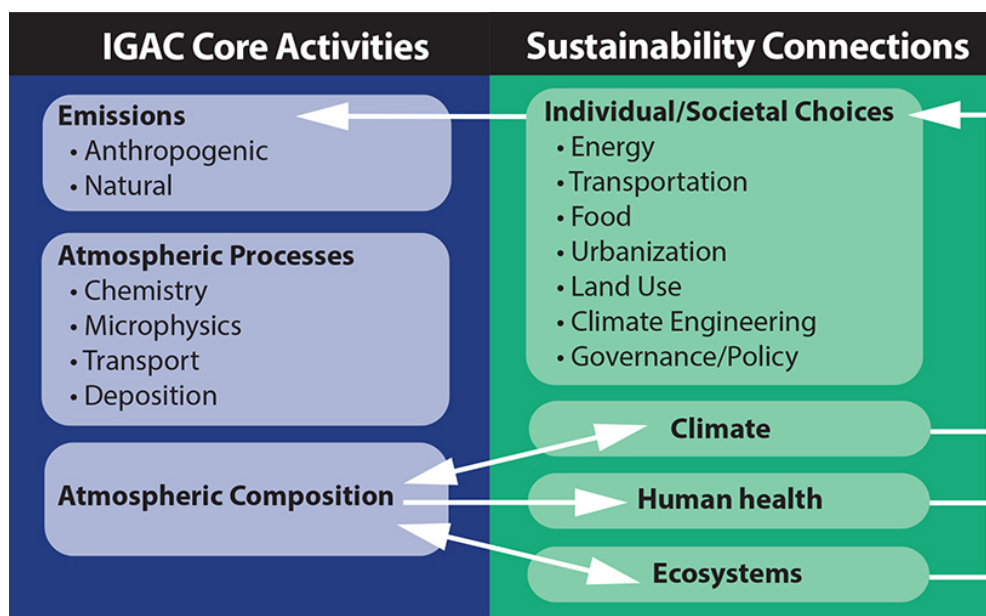 IGAC Core Activities
Emissions
• Anthropogenic
• Natural
Atmospheric Processes
• Chemistry
• Microphysics
• Transport
• Deposition
Atmospheric Composition
Sustainability Connections
Individual/Societal Choices
• Energy
• Transportation
• Food
• Urbanization
• Land Use
• Climate Engineering
• Governance/Policy
Climate
Human health
Ecosystems